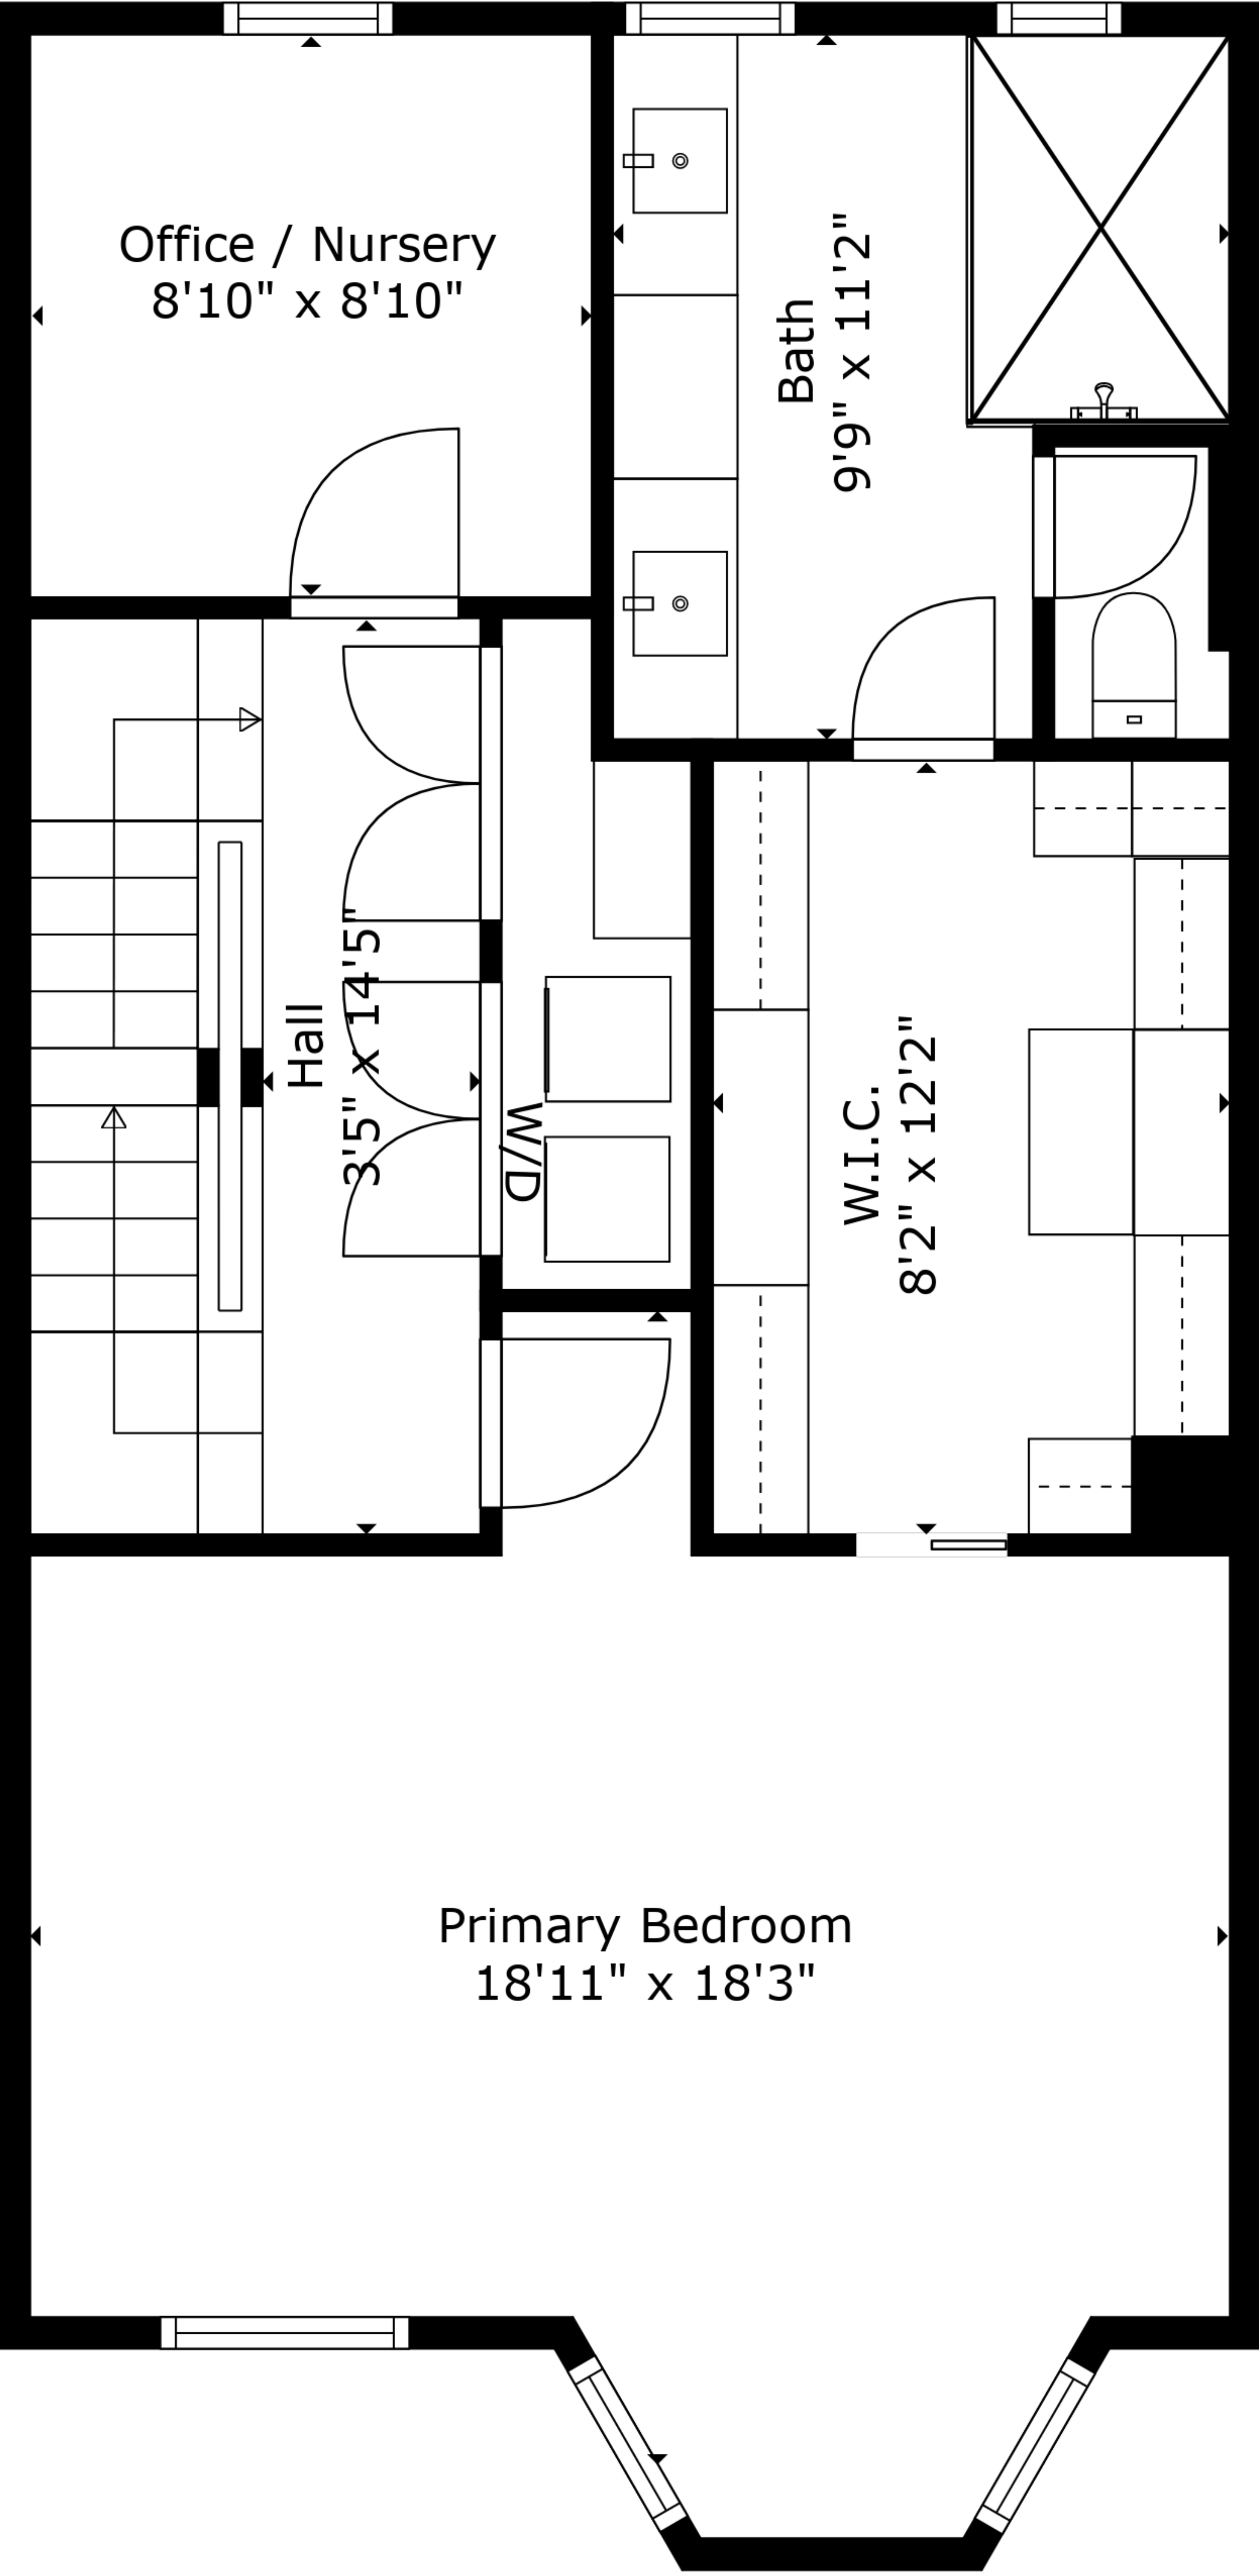 Office / Nursery
8'10" x 8'10"
Bath
9'9" x 11'2"
Hall
3'5" x 14'5"
W/D
W.I.C.
8'2" x 12'2"
Primary Bedroom
18'11" x 18'3"